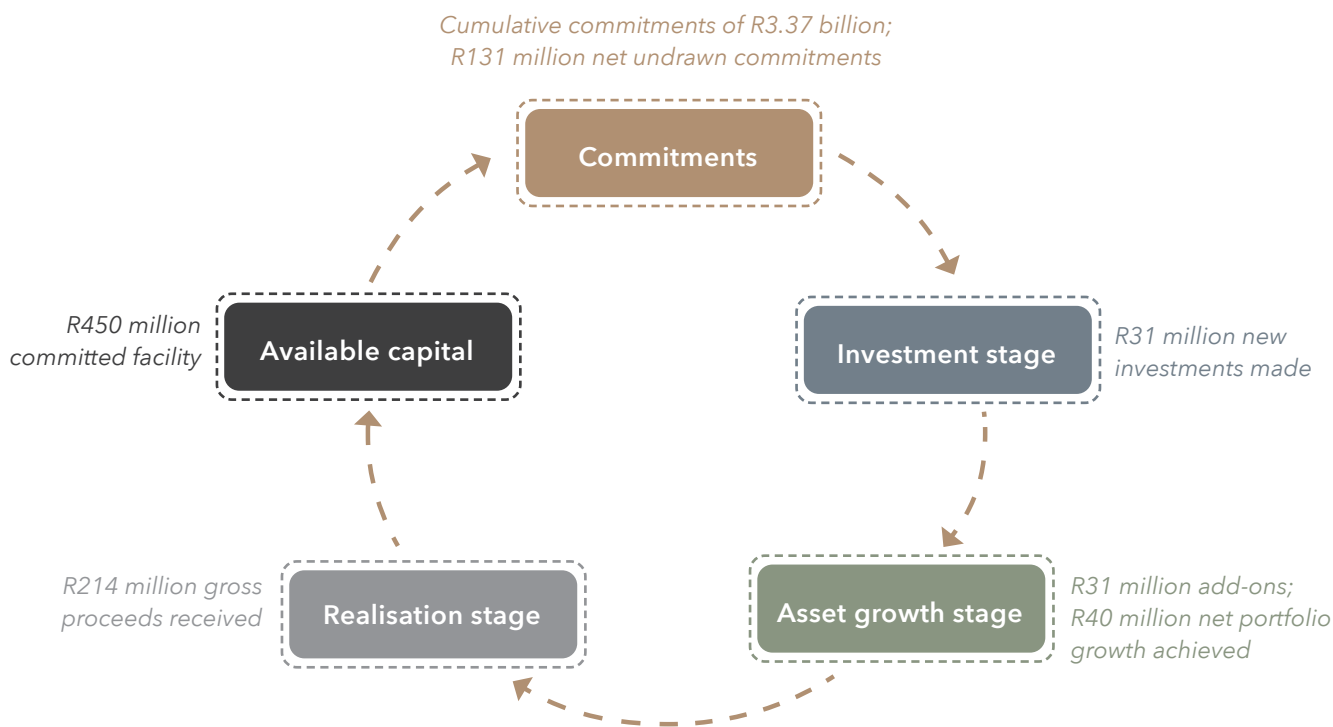 Cumulative commitments of R3.37 billion;
R131 million net undrawn commitments
Commitments
R450 million
committed facility
Available capital
Investment stage
R31 million new
investments made
R214 million gross
proceeds received
Realisation stage
Asset growth stage
R31 million add-ons;
R40 million net portfolio
growth achieved